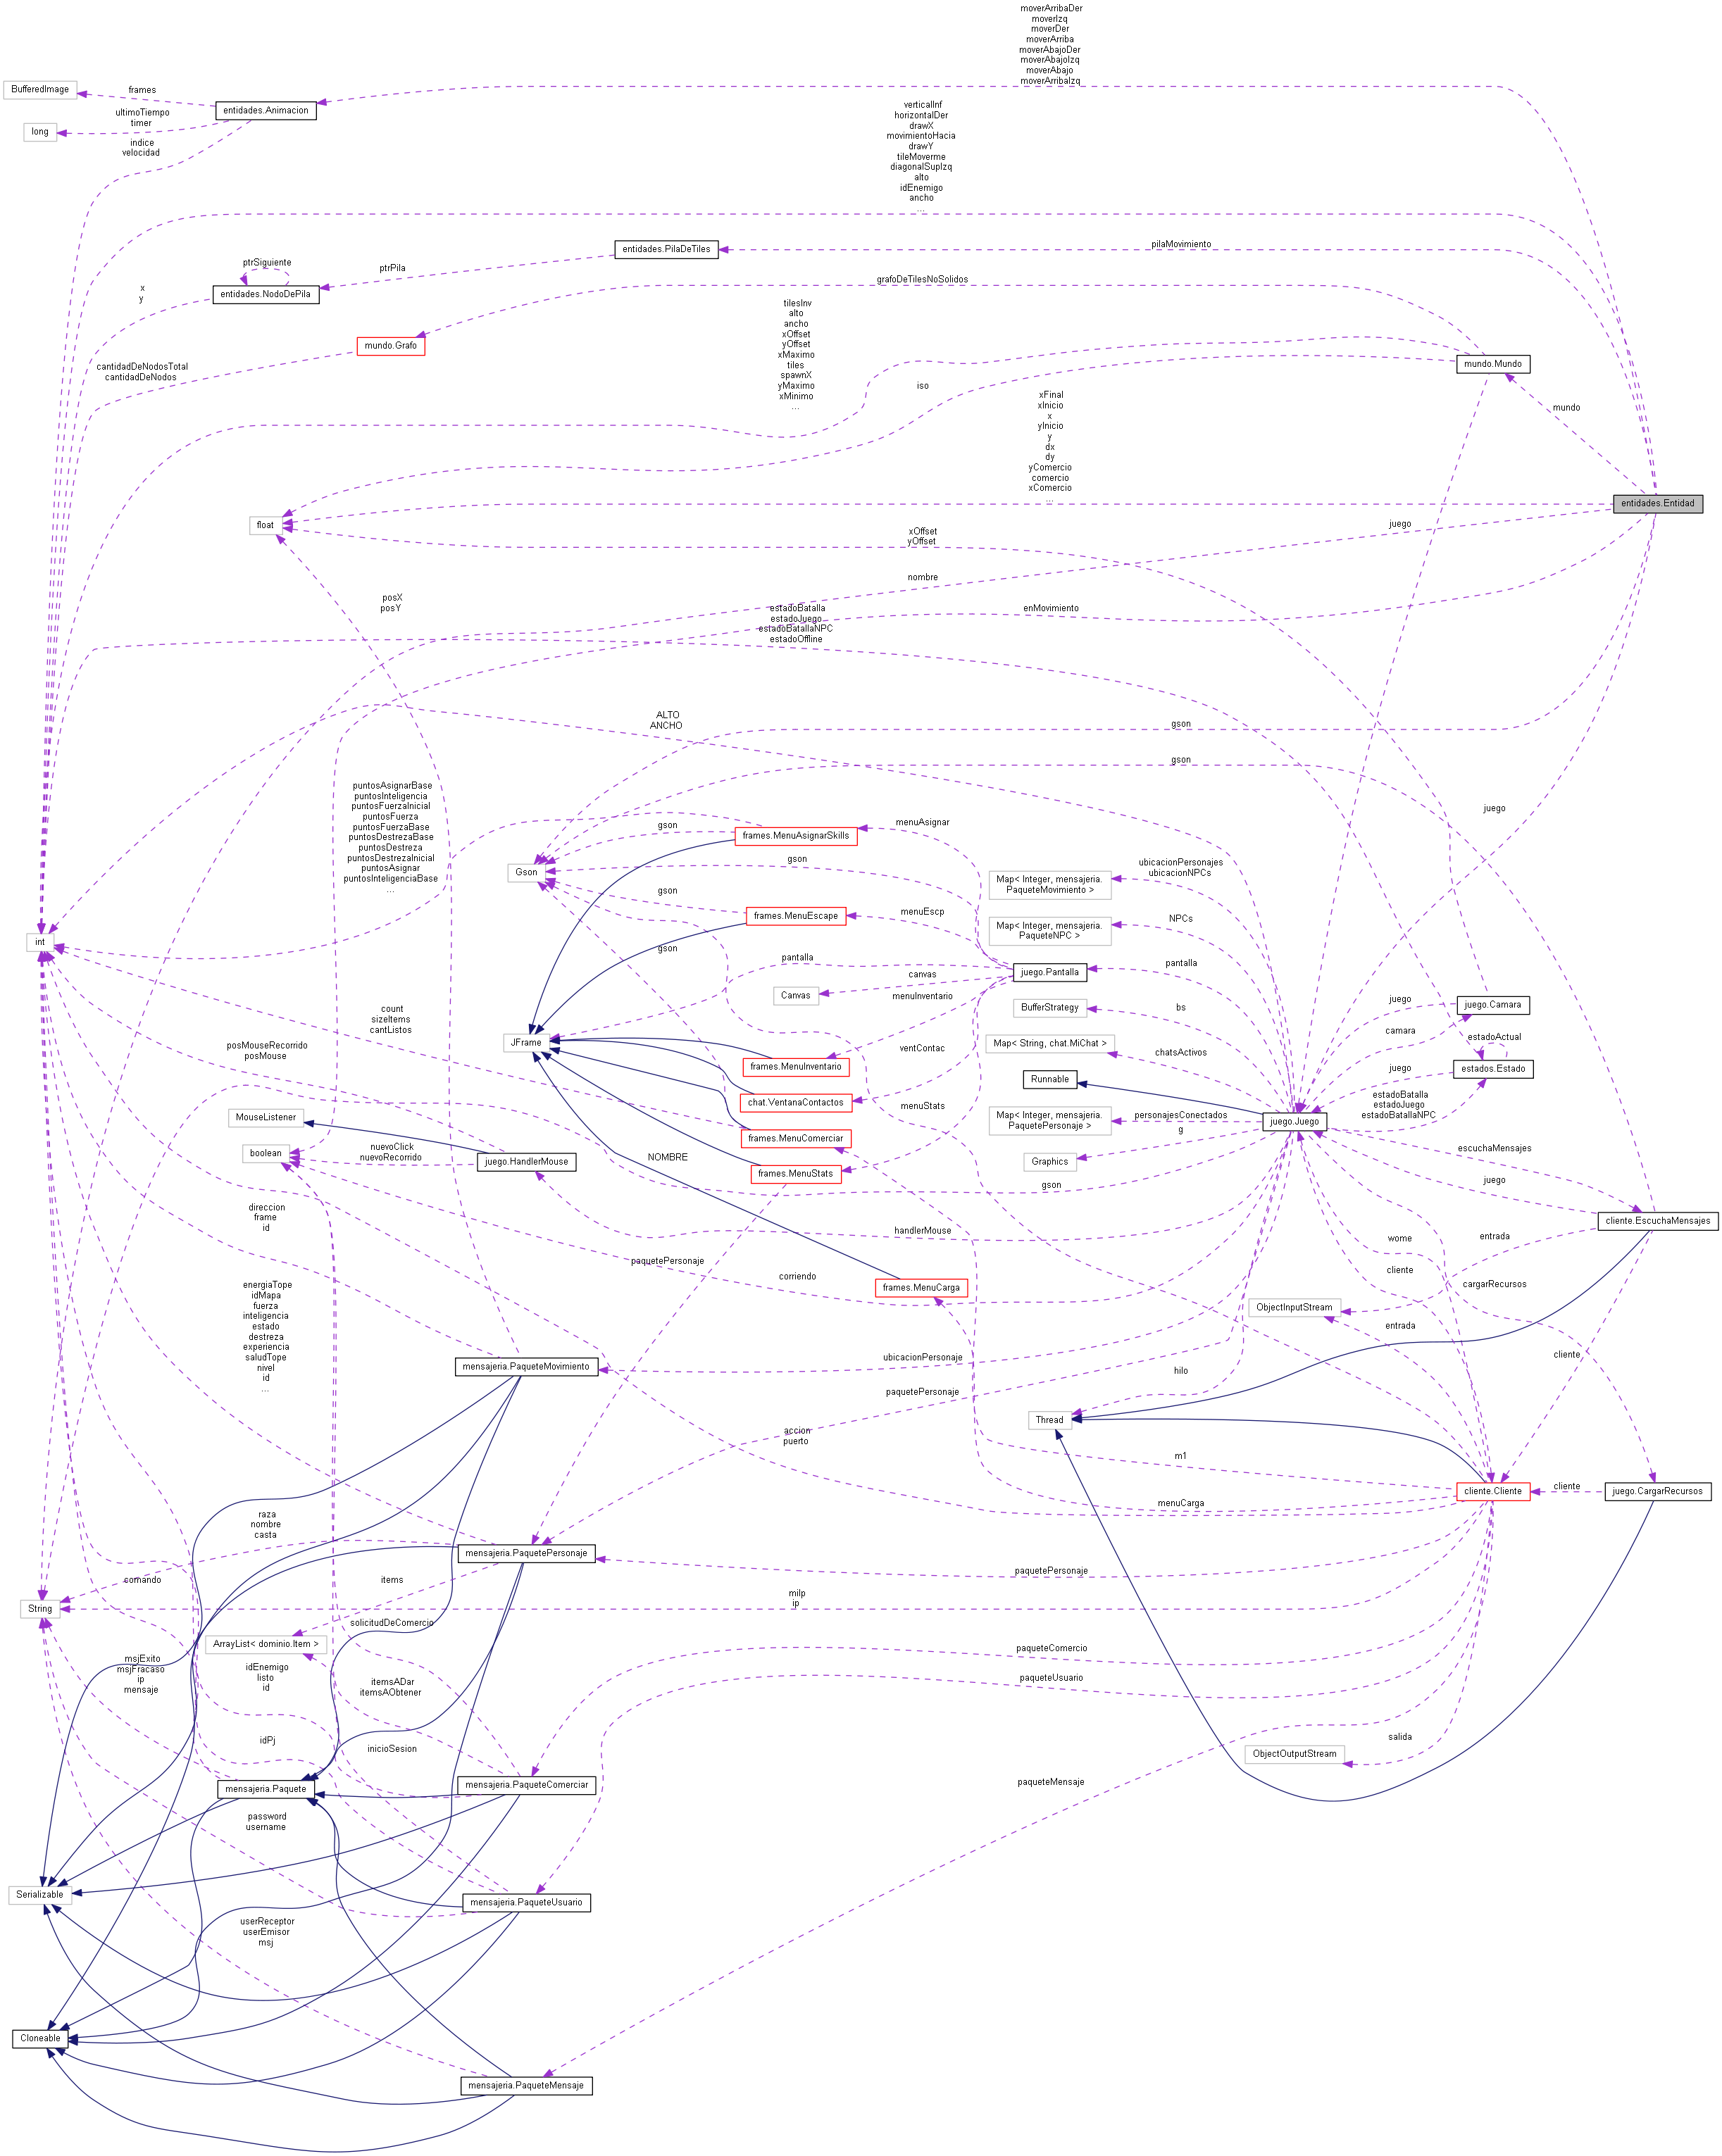 moverArribaDer
moverIzq
moverDer
moverArriba
moverAbajoDer
moverAbajoIzq
moverAbajo
moverArribaIzq
BufferedImage
frames
entidades.Animacion
ultimoTiempo
timer
long
indice
velocidad
verticalInf
horizontalDer
drawX
movimientoHacia
drawY
tileMoverme
diagonalSupIzq
alto
idEnemigo
ancho
...
pilaMovimiento
entidades.PilaDeTiles
ptrSiguiente
ptrPila
entidades.NodoDePila
grafoDeTilesNoSolidos
x
y
tilesInv
alto
ancho
xOffset
yOffset
xMaximo
tiles
spawnX
yMaximo
xMinimo
...
mundo.Grafo
cantidadDeNodosTotal
cantidadDeNodos
mundo.Mundo
iso
mundo
xFinal
xInicio
x
yInicio
y
dx
dy
yComercio
comercio
xComercio
...
entidades.Entidad
float
juego
xOffset
yOffset
nombre
posX
posY
estadoBatalla
estadoJuego
estadoBatallaNPC
estadoOffline
enMovimiento
ALTO
ANCHO
gson
gson
juego
puntosAsignarBase
puntosInteligencia
puntosFuerzaInicial
puntosFuerza
puntosFuerzaBase
puntosDestrezaBase
puntosDestreza
puntosDestrezaInicial
puntosAsignar
puntosInteligenciaBase
...
gson
frames.MenuAsignarSkills
menuAsignar
Gson
gson
ubicacionPersonajes
ubicacionNPCs
Map< Integer, mensajeria.
PaqueteMovimiento >
gson
frames.MenuEscape
menuEscp
NPCs
Map< Integer, mensajeria.
PaqueteNPC >
int
gson
pantalla
juego.Pantalla
pantalla
canvas
Canvas
menuInventario
BufferStrategy
bs
juego
juego.Camara
count
sizeItems
cantListos
JFrame
ventContac
Map< String, chat.MiChat >
chatsActivos
camara
estadoActual
posMouseRecorrido
posMouse
frames.MenuInventario
Runnable
juego
estados.Estado
chat.VentanaContactos
menuStats
estadoBatalla
estadoJuego
estadoBatallaNPC
MouseListener
Map< Integer, mensajeria.
PaquetePersonaje >
personajesConectados
g
juego.Juego
frames.MenuComerciar
boolean
nuevoClick
nuevoRecorrido
juego.HandlerMouse
NOMBRE
frames.MenuStats
Graphics
escuchaMensajes
gson
juego
direccion
frame
id
handlerMouse
cliente.EscuchaMensajes
wome
entrada
paquetePersonaje
corriendo
cliente
cargarRecursos
frames.MenuCarga
energiaTope
idMapa
fuerza
inteligencia
estado
destreza
experiencia
saludTope
nivel
id
...
ObjectInputStream
entrada
mensajeria.PaqueteMovimiento
ubicacionPersonaje
cliente
hilo
paquetePersonaje
Thread
accion
puerto
m1
cliente.Cliente
cliente
juego.CargarRecursos
menuCarga
raza
nombre
casta
mensajeria.PaquetePersonaje
comando
items
paquetePersonaje
String
miIp
ip
solicitudDeComercio
ArrayList< dominio.Item >
paqueteComercio
msjExito
msjFracaso
ip
mensaje
idEnemigo
listo
id
itemsADar
itemsAObtener
paqueteUsuario
idPj
inicioSesion
salida
ObjectOutputStream
mensajeria.Paquete
mensajeria.PaqueteComerciar
paqueteMensaje
password
username
Serializable
mensajeria.PaqueteUsuario
userReceptor
userEmisor
msj
Cloneable
mensajeria.PaqueteMensaje